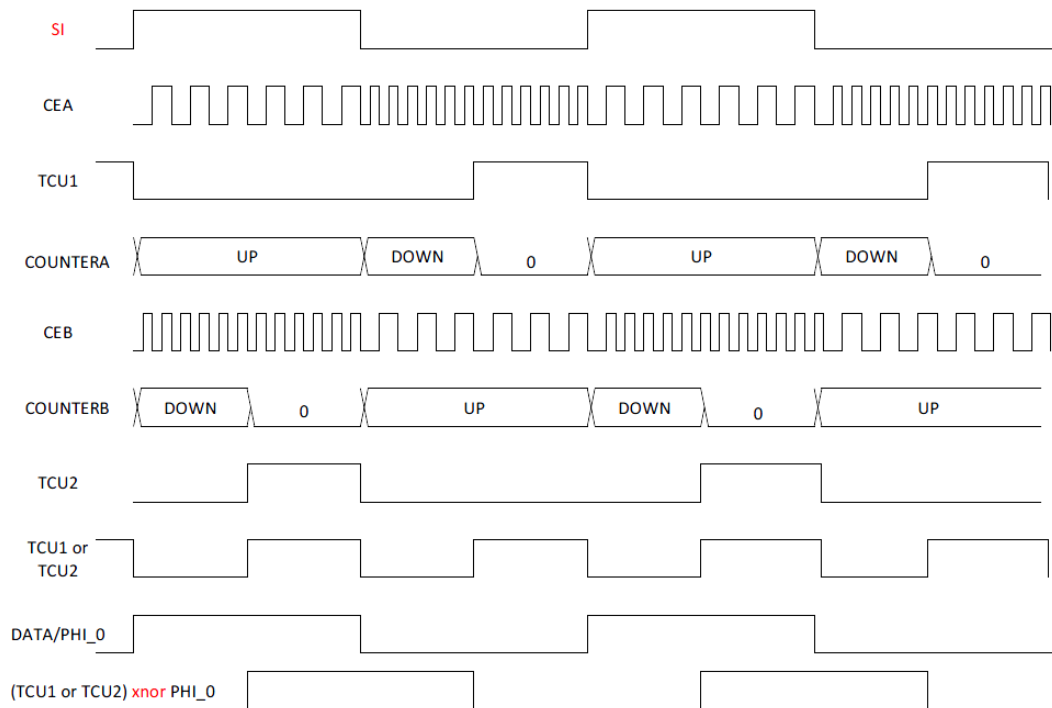 SI
CEA
TCU1
COUNTERA UP DOWN 0 UP DOWN 0
CEB
COUNTERB DOWN 0 UP DOWN 0 UP
TCU2
TCU1 or
TCU2
DATA/PHI_0
(TCU1 or TCU2) xnor PHI_0